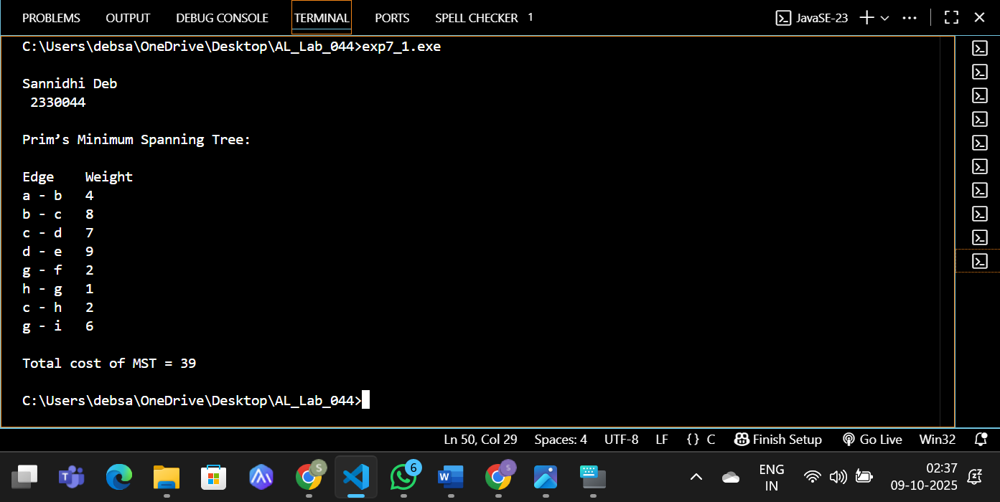 PROBLEMS OUTPUT DEBUG CONSOLE TERMINAL PORTS SPELL CHECKER 1 JavaSE-23
C:\Users\debsa\OneDrive\Desktop\AL_Lab_044>exp7_1.exe
Sannidhi Deb
2330044
Prim’s Minimum Spanning Tree:
Edge Weight
a - b 4
b - c 8
c - d 7
d - e 9
g - f 2
h - g 1
c - h 2
g - i 6
Total cost of MST = 39
C:\Users\debsa\OneDrive\Desktop\AL_Lab_044>
Ln 50, Col 29 Spaces: 4 UTF-8 LF {} C Finish Setup Go Live Win32
T S 6 W S
ENG
IN
02:37
09-10-2025